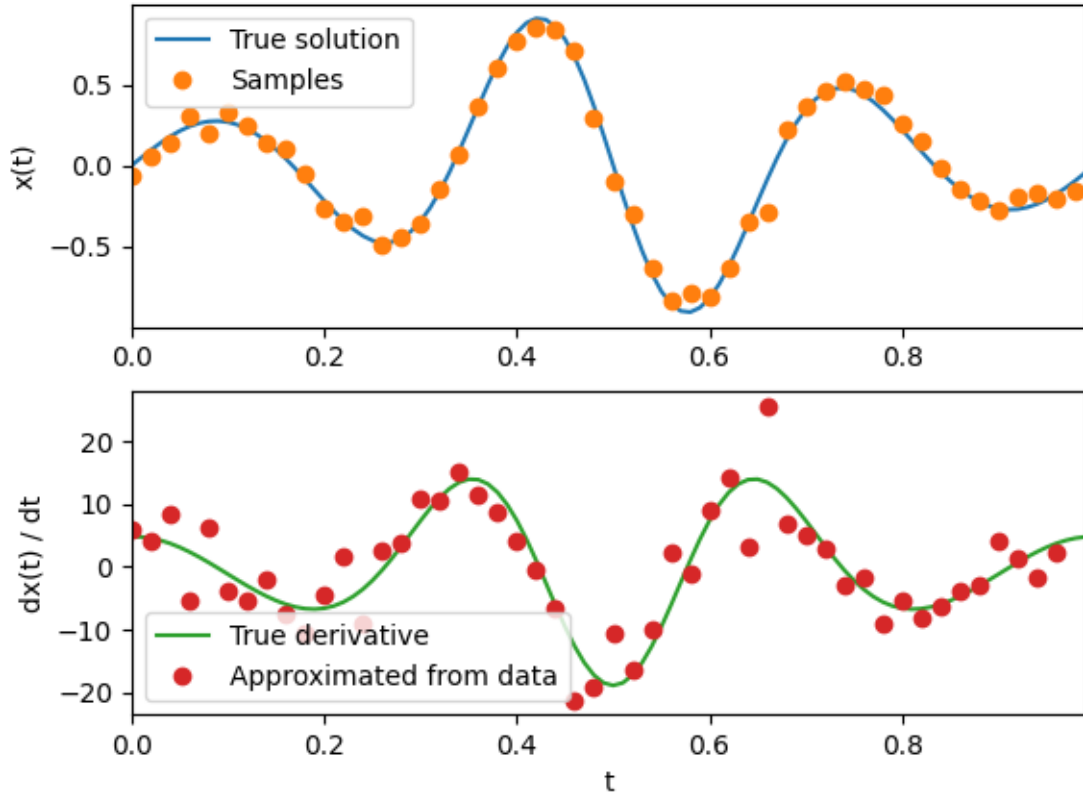 True solution
Samples
x(t)
0.5
0.0
−0.5
0.0 0.2 0.4 0.6 0.8
dx(t) / dt
20
10
0
−10
−20
True derivative
Approximated from data
0.0 0.2 0.4 0.6 0.8
t